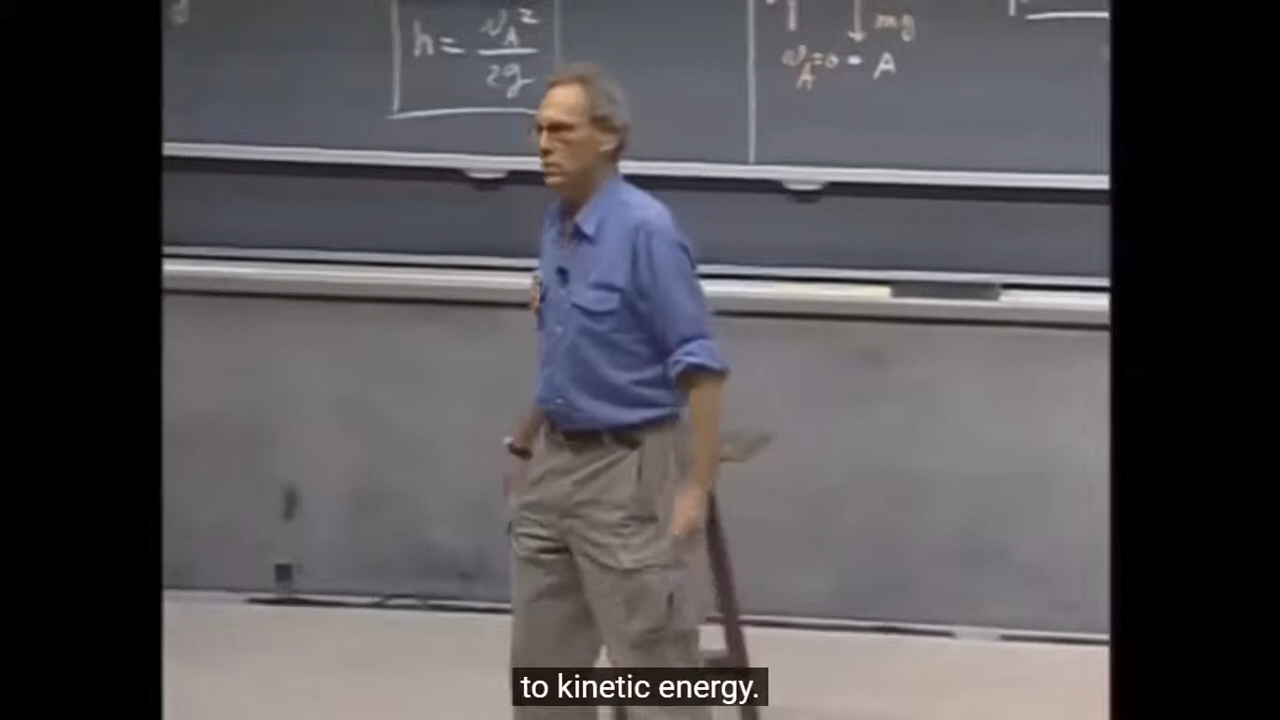 h = v_A²/2g
mg
v_A=0 • A
to kinetic energy.